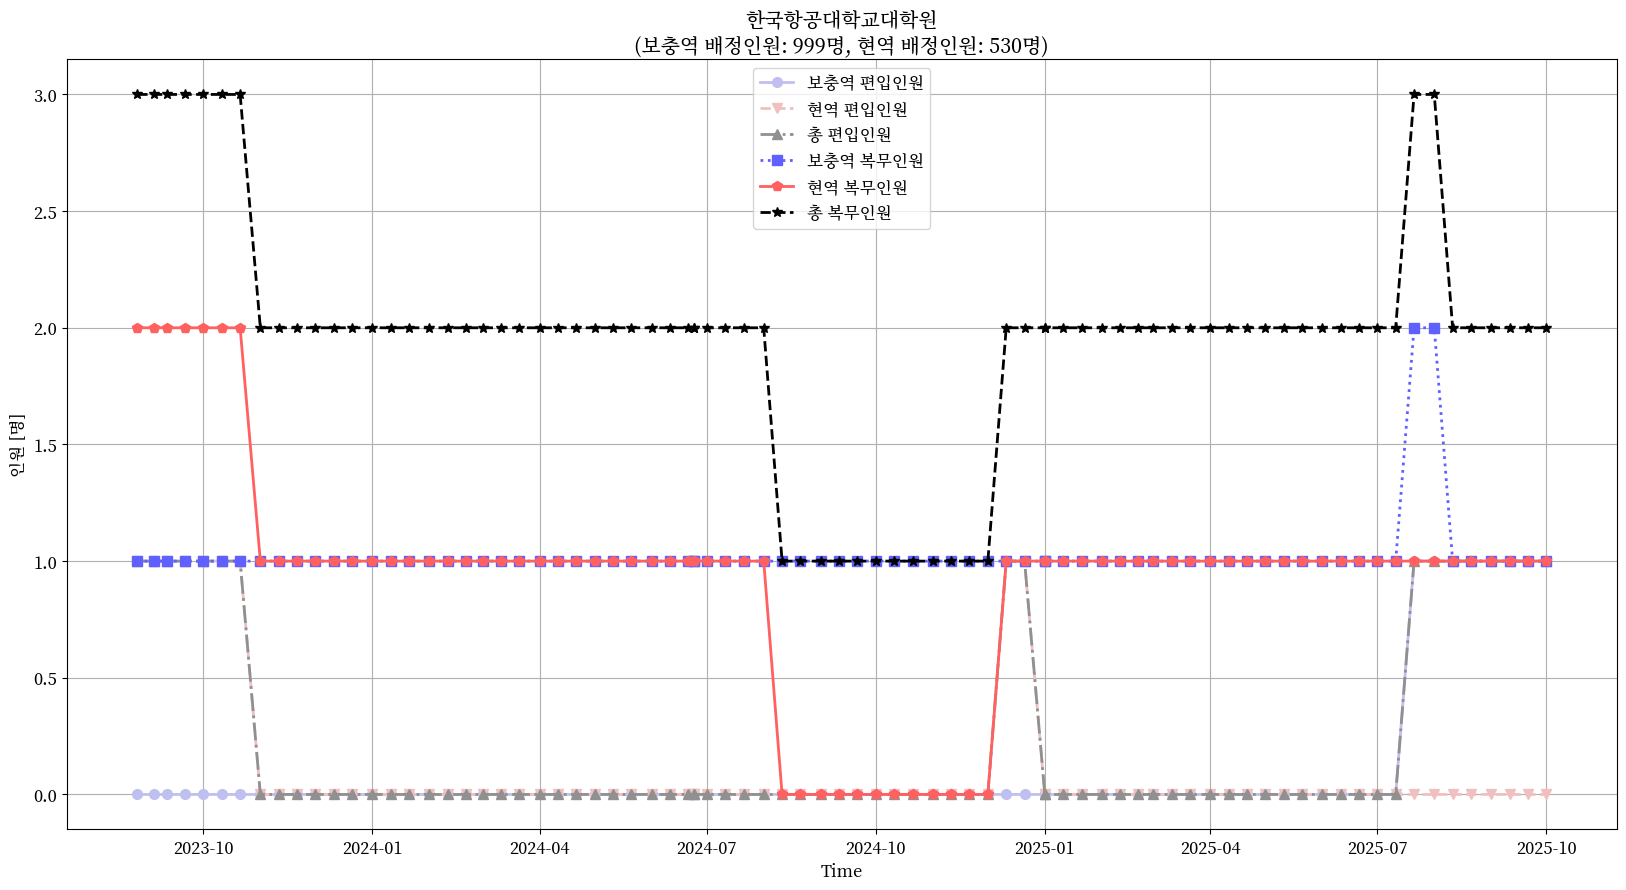 한국항공대학교대학원
(보충역 배정인원: 999명, 현역 배정인원: 530명)
보충역 편입인원
현역 편입인원
총 편입인원
보충역 복무인원
현역 복무인원
총 복무인원
3.0
2.5
2.0
1.5
1.0
0.5
0.0
인원 [명]
2023-10
2024-01
2024-04
2024-07
2024-10
2025-01
2025-04
2025-07
2025-10
Time